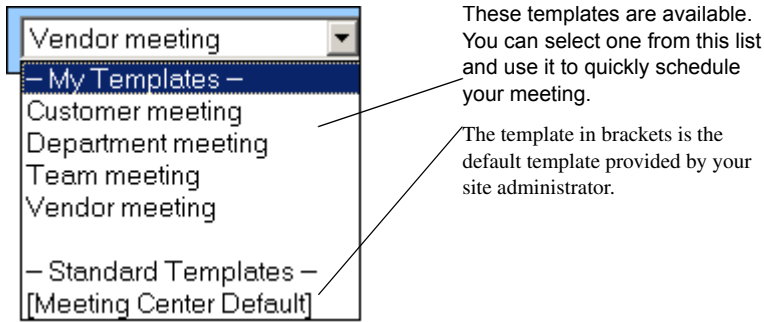 Vendor meeting
– My Templates –
Customer meeting
Department meeting
Team meeting
Vendor meeting
– Standard Templates –
[Meeting Center Default]
These templates are available.
You can select one from this list
and use it to quickly schedule
your meeting.
The template in brackets is the
default template provided by your
site administrator.